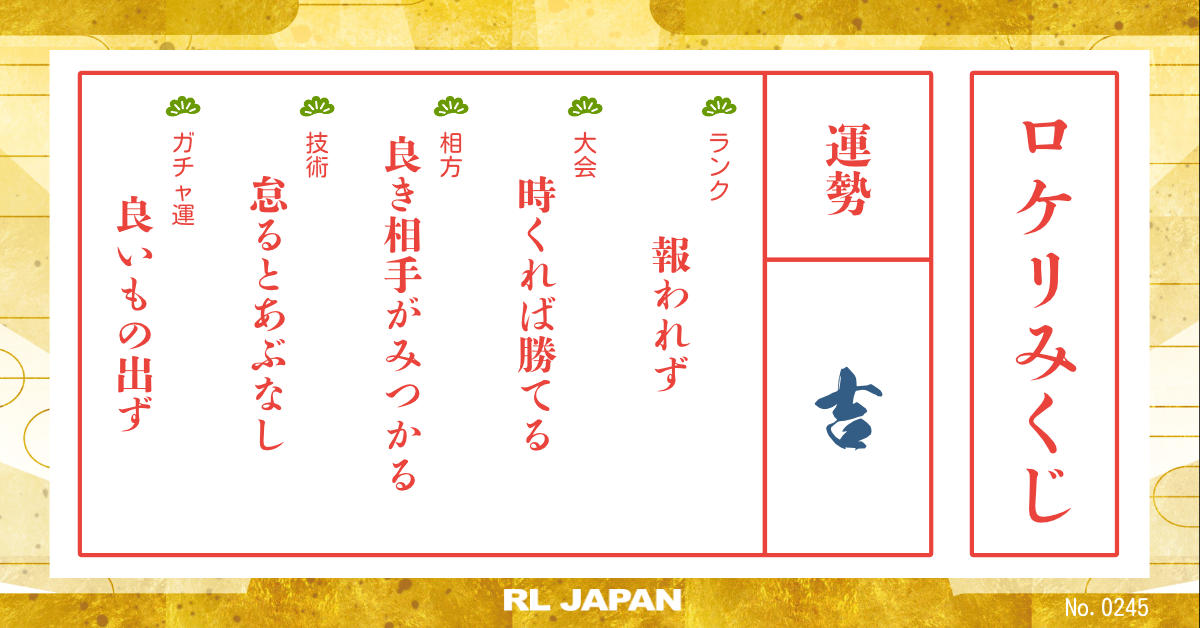 ロケリみくじ
運勢
吉
ランク
報われず
大会
時くれば勝てる
相方
良き相手がみつかる
技術
怠るとあぶなし
ガチャ運
良いもの出ず
RL JAPAN
No. 0245